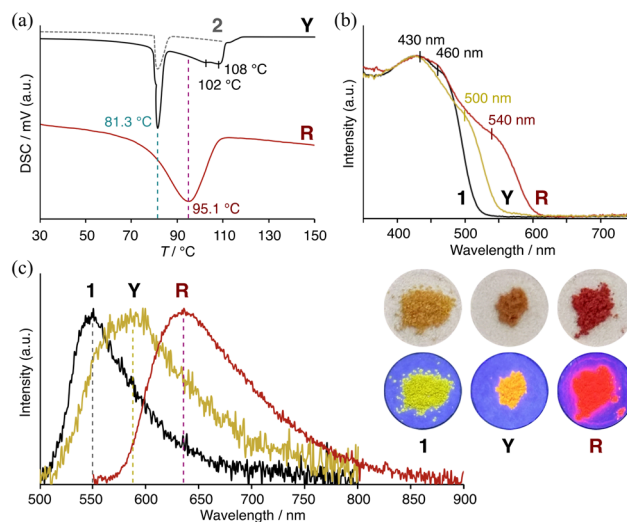 (a)
2
Y
108 °C
102 °C
81.3 °C
R
95.1 °C
DSC / mV (a.u.)
30 50 70 90 110 130 150
T / °C
(b)
430 nm
460 nm
500 nm
540 nm
1 Y R
Intensity (a.u.)
400 500 600 700
Wavelength / nm
(c)
1 Y R
Intensity (a.u.)
500 550 600 650 700 750 800 850 900
Wavelength / nm
1 Y R